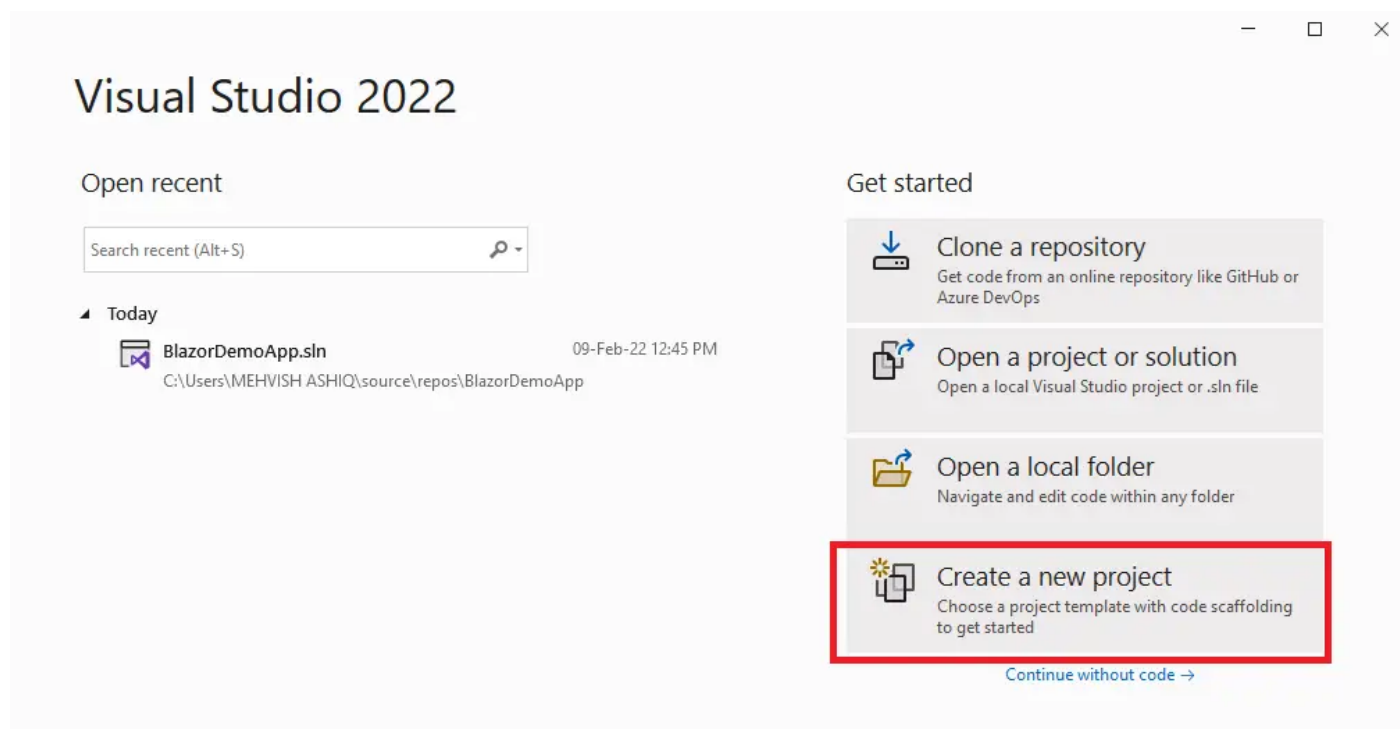 Visual Studio 2022
Open recent
Search recent (Alt+S)
Today
BlazorDemoApp.sln
09-Feb-22 12:45 PM
C:\Users\MEHVISH ASHIQ\source\repos\BlazorDemoApp
Get started
Clone a repository
Get code from an online repository like GitHub or
Azure DevOps
Open a project or solution
Open a local Visual Studio project or .sln file
Open a local folder
Navigate and edit code within any folder
Create a new project
Choose a project template with code scaffolding
to get started
Continue without code →